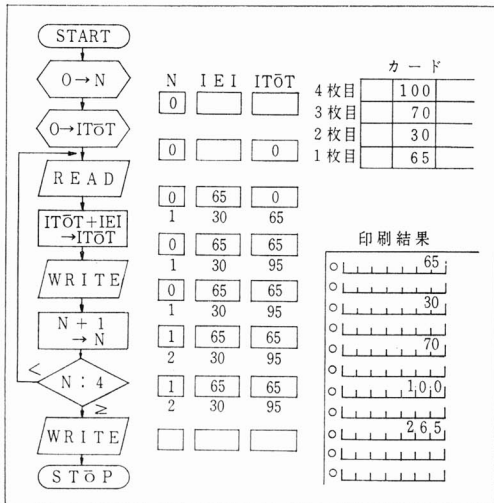 START
0→N
0→ITŌT
READ
ITŌT+IEI
→ITŌT
WRITE
N + 1
→ N
<
N : 4
≥
WRITE
STŌP
N IEI ITŌT
0
0 0
0 65 0
1 30 65
0 65 65
1 30 95
0 65 65
1 30 95
1 65 65
2 30 95
1 65 65
2 30 95
カード
4枚目 100
3枚目 70
2枚目 30
1枚目 65
印刷結果
65
30
70
100
265